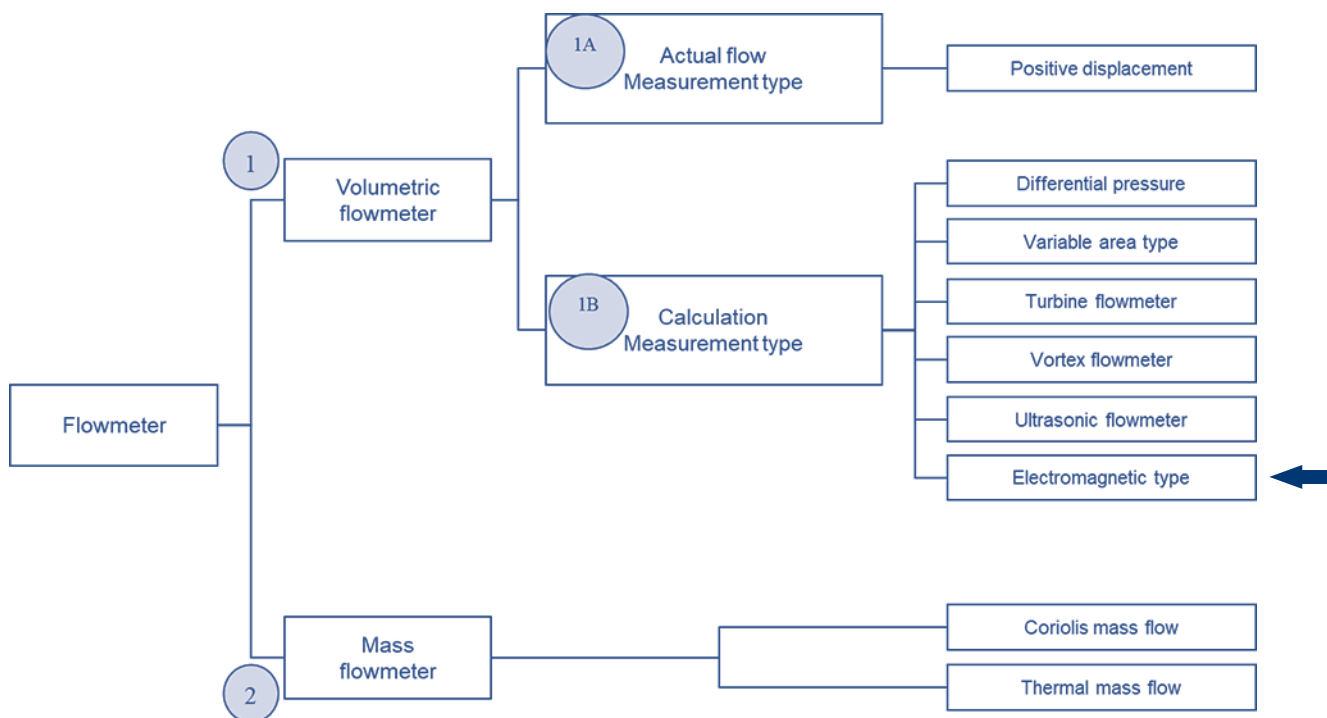 1A
Actual flow
Measurement type
Positive displacement
1
Volumetric
flowmeter
Differential pressure
Variable area type
1B
Calculation
Measurement type
Turbine flowmeter
Vortex flowmeter
Flowmeter
Ultrasonic flowmeter
Electromagnetic type
Mass
flowmeter
2
Coriolis mass flow
Thermal mass flow